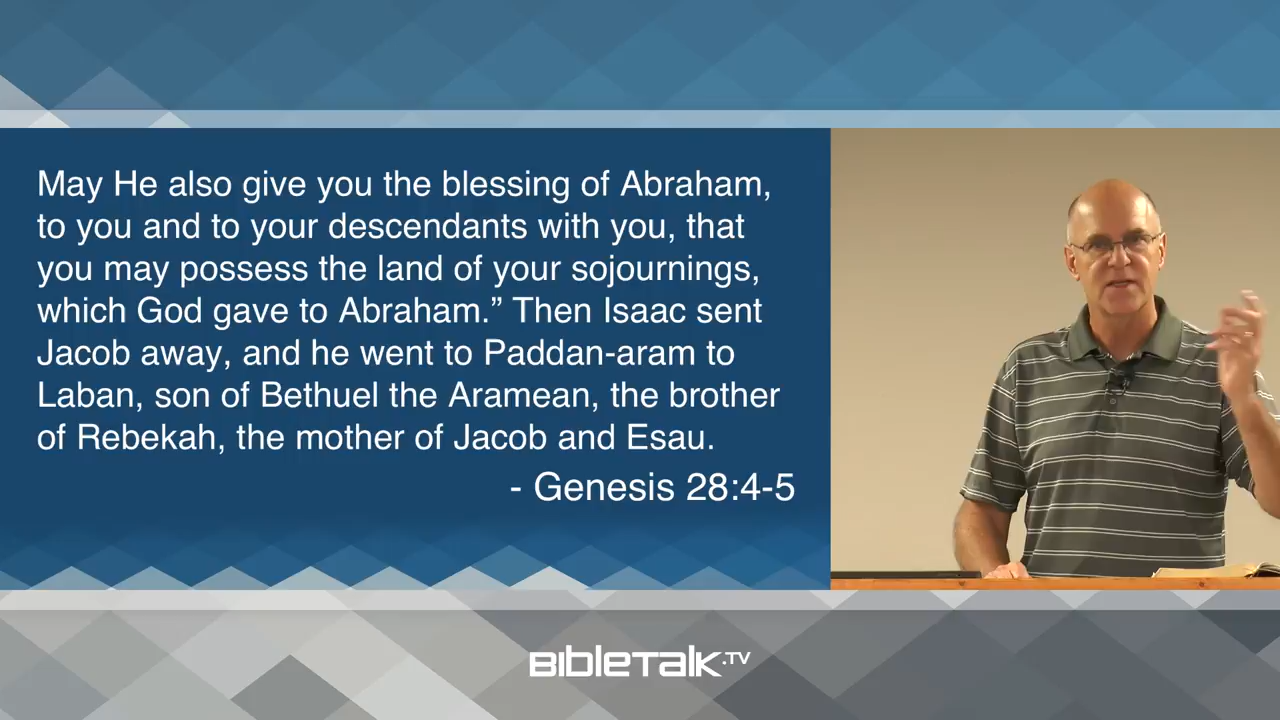 May He also give you the blessing of Abraham,
to you and to your descendants with you, that
you may possess the land of your sojournings,
which God gave to Abraham.” Then Isaac sent
Jacob away, and he went to Paddan-aram to
Laban, son of Bethuel the Aramean, the brother
of Rebekah, the mother of Jacob and Esau.
- Genesis 28:4-5
BIBLETALK.TV